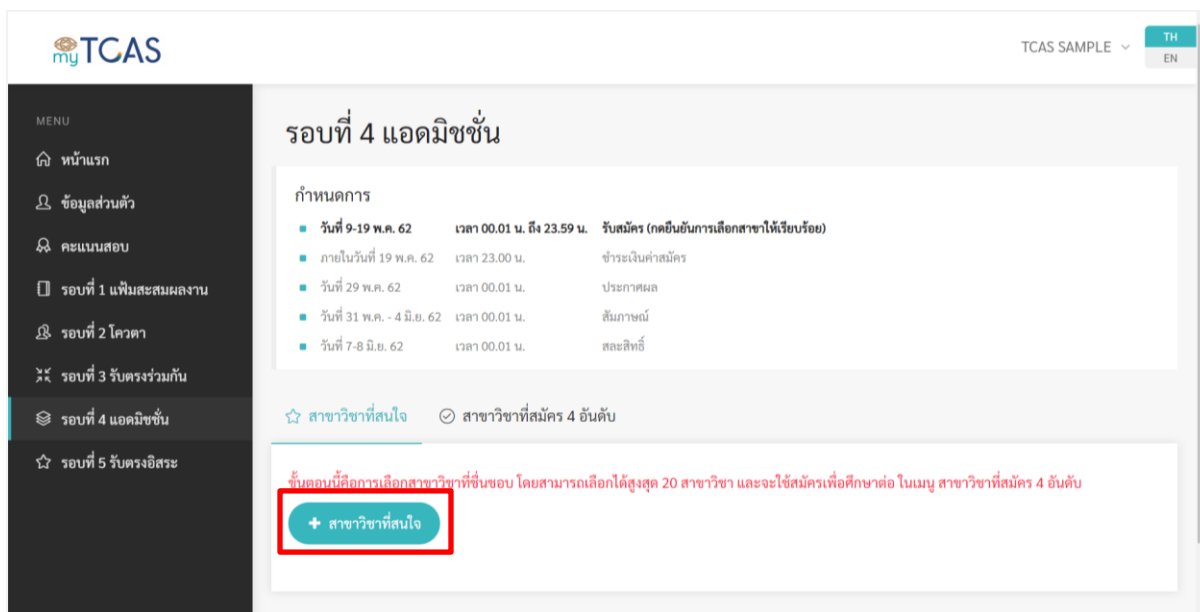 myTCAS
TCAS SAMPLE
TH
EN
MENU
หน้าแรก
ข้อมูลส่วนตัว
คะแนนสอบ
รอบที่ 1 แฟ้มสะสมผลงาน
รอบที่ 2 โควตา
รอบที่ 3 รับตรงร่วมกัน
รอบที่ 4 แอดมิชชั่น
รอบที่ 5 รับตรงอิสระ
รอบที่ 4 แอดมิชชั่น
กำหนดการ
วันที่ 9-19 พ.ค. 62 เวลา 00.01 น. ถึง 23.59 น. รับสมัคร (กดยืนยันการเลือกสาขาให้เรียบร้อย)
ภายในวันที่ 19 พ.ค. 62 เวลา 23.00 น. ชำระเงินค่าสมัคร
วันที่ 29 พ.ค. 62 เวลา 00.01 น. ประกาศผล
วันที่ 31 พ.ค. - 4 มิ.ย. 62 เวลา 00.01 น. สัมภาษณ์
วันที่ 7-8 มิ.ย. 62 เวลา 00.01 น. สละสิทธิ์
สาขาวิชาที่สนใจ สาขาวิชาที่สมัคร 4 อันดับ
ขั้นตอนนี้คือการเลือกสาขาวิชาที่ชื่นชอบ โดยสามารถเลือกได้สูงสุด 20 สาขาวิชา และจะใช้สมัครเพื่อศึกษาต่อ ในเมนู สาขาวิชาที่สมัคร 4 อันดับ
+ สาขาวิชาที่สนใจ